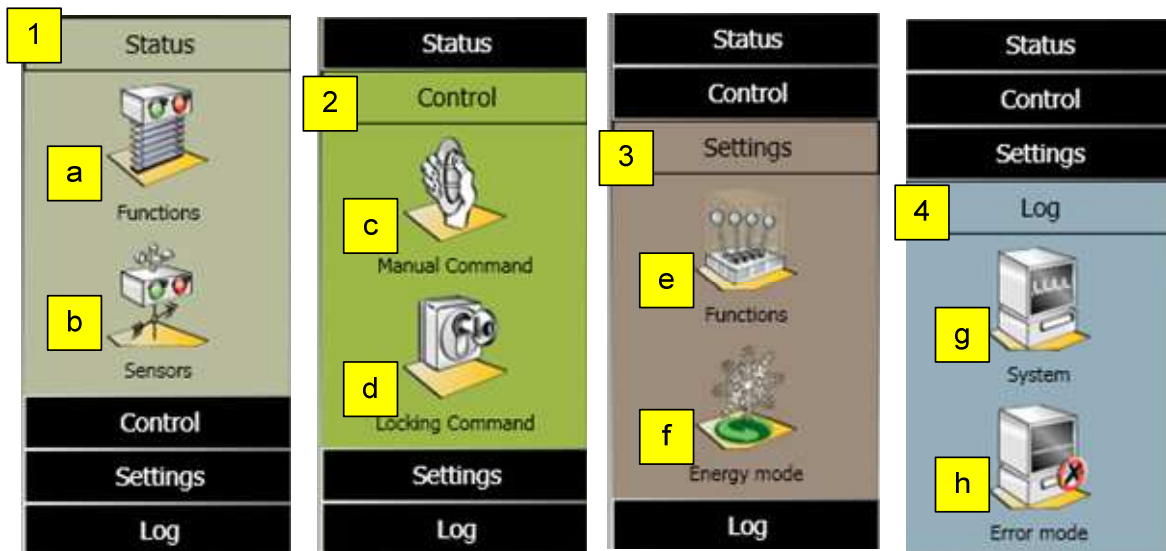 1
Status
a
Functions
b
Sensors
Control
Settings
Log
Status
2
Control
c
Manual Command
d
Locking Command
Settings
Log
Status
Control
3
Settings
e
Functions
f
Energy mode
Log
Status
Control
Settings
4
Log
g
System
h
Error mode